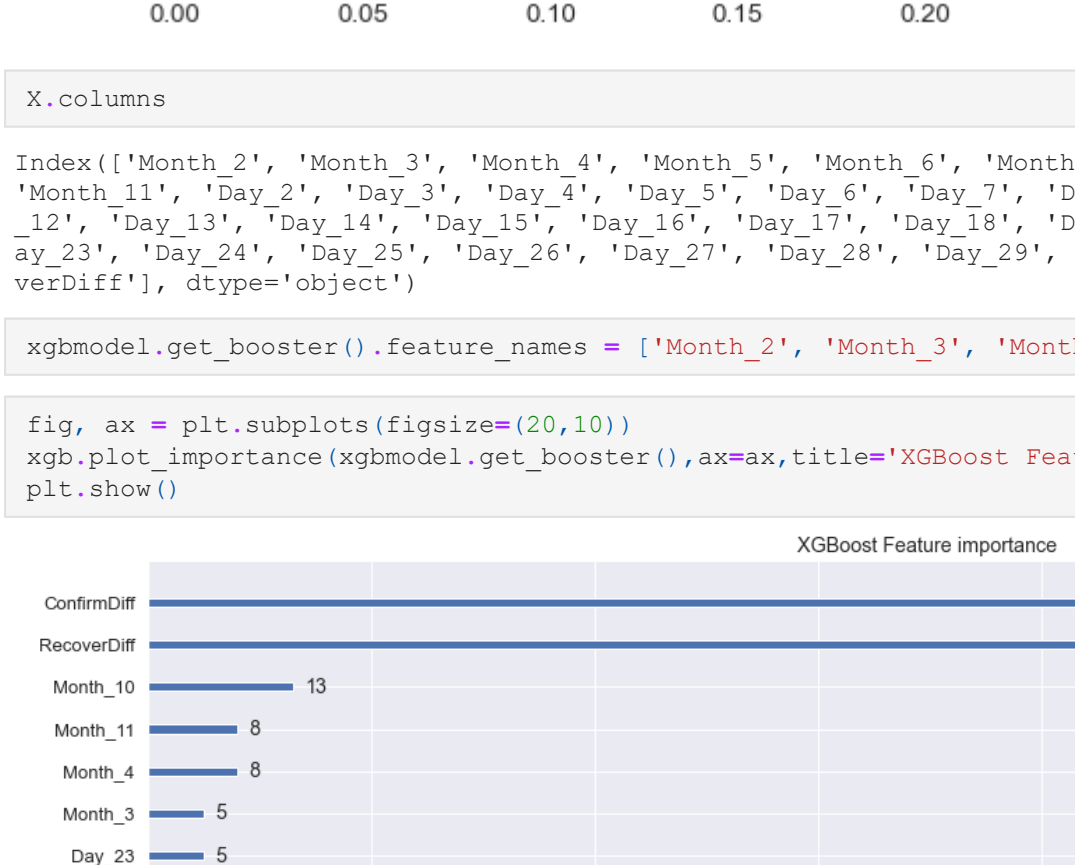 0.00 0.05 0.10 0.15 0.20
X.columns
Index(['Month_2', 'Month_3', 'Month_4', 'Month_5', 'Month_6', 'Month
'Month_11', 'Day_2', 'Day_3', 'Day_4', 'Day_5', 'Day_6', 'Day_7', 'D
_12', 'Day_13', 'Day_14', 'Day_15', 'Day_16', 'Day_17', 'Day_18', 'D
ay_23', 'Day_24', 'Day_25', 'Day_26', 'Day_27', 'Day_28', 'Day_29',
verDiff'], dtype='object')
xgbmodel.get_booster().feature_names = ['Month_2', 'Month_3', 'Month
fig, ax = plt.subplots(figsize=(20,10))
xgb.plot_importance(xgbmodel.get_booster(),ax=ax,title='XGBoost Fea
plt.show()
XGBoost Feature importance
ConfirmDiff
RecoverDiff
Month_10 13
Month_11 8
Month_4 8
Month_3 5
Day_23 5